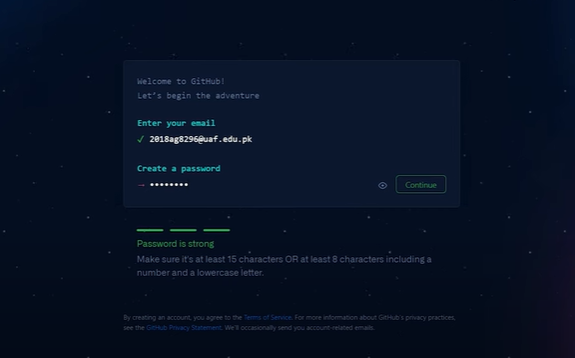 Welcome to GitHub!
Let's begin the adventure
Enter your email
✓ 2018ag8296@uaf.edu.pk
Create a password
→ ••••••••
Continue
Password is strong
Make sure it's at least 15 characters OR at least 8 characters including a
number and a lowercase letter.
By creating an account, you agree to the Terms of Service. For more information about GitHub's privacy practices,
see the GitHub Privacy Statement. We'll occasionally send you account-related emails.